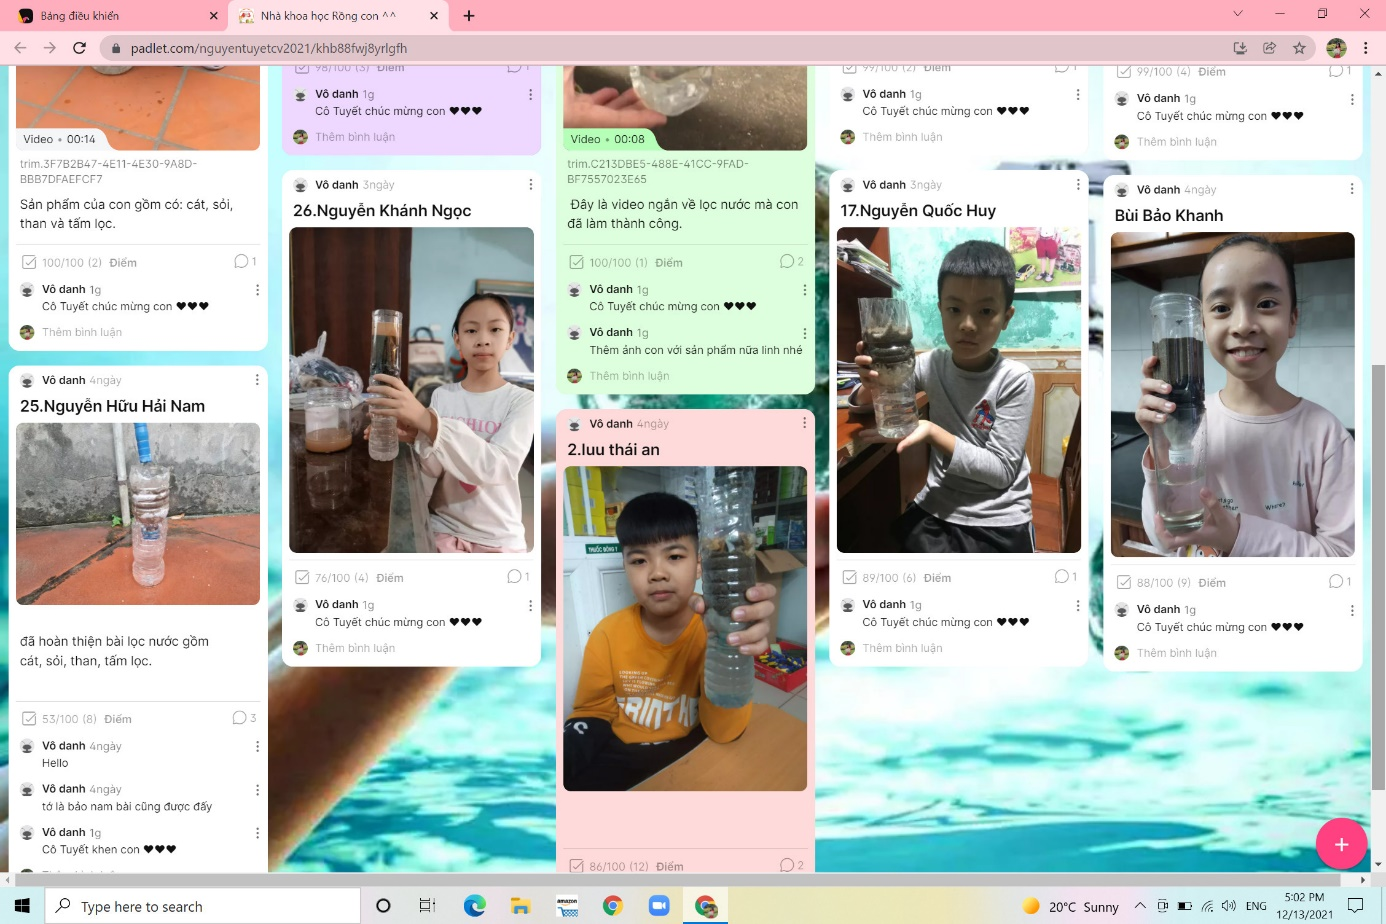 Bảng điều khiển
Nhà khoa học Rồng con ^^
padlet.com/nguyentuyetcv2021/khb88fwj8yrlgfh
Video • 00:14
trim.3F7B2B47-4E11-4E30-9A8D-
BBB7DFAEFCF7
Sản phẩm của con gồm có: cát, sỏi,
than và tấm lọc.
100/100 (2) Điểm
1
Vô danh 1g
Cô Tuyết chúc mừng con ♥♥♥
Thêm bình luận
Vô danh 4ngày
25.Nguyễn Hữu Hải Nam
đã hoàn thiện bài lọc nước gồm
cát, sỏi, than, tấm lọc.
53/100 (8) Điểm
3
Vô danh 4ngày
Hello
Vô danh 4ngày
tớ là bảo nam bài cũng được đấy
Vô danh 1g
Cô Tuyết khen con ♥♥♥
98/100 (3) Điểm
1
Vô danh 1g
Cô Tuyết chúc mừng con ♥♥♥
Thêm bình luận
Vô danh 3ngày
26.Nguyễn Khánh Ngọc
76/100 (4) Điểm
1
Vô danh 1g
Cô Tuyết chúc mừng con ♥♥♥
Thêm bình luận
Video • 00:08
trim.C213DBE5-488E-41CC-9FAD-
BF7557023E65
Đây là video ngắn về lọc nước mà con
đã làm thành công.
100/100 (1) Điểm
2
Vô danh 1g
Cô Tuyết chúc mừng con ♥♥♥
Vô danh 1g
Thêm ảnh con với sản phẩm nữa linh nhé
Thêm bình luận
Vô danh 4ngày
2.lưu thái an
THUỐC ĐÔNG Y
86/100 (12) Điểm
2
99/100 (2) Điểm
1
Vô danh 1g
Cô Tuyết chúc mừng con ♥♥♥
Thêm bình luận
Vô danh 3ngày
17.Nguyễn Quốc Huy
89/100 (6) Điểm
1
Vô danh 1g
Cô Tuyết chúc mừng con ♥♥♥
Thêm bình luận
99/100 (4) Điểm
1
Vô danh 1g
Cô Tuyết chúc mừng con ♥♥♥
Thêm bình luận
Vô danh 4ngày
Bùi Bảo Khanh
88/100 (9) Điểm
1
Vô danh 1g
Cô Tuyết chúc mừng con ♥♥♥
Thêm bình luận
Type here to search
amazon
20°C Sunny
ENG
5:02 PM
12/13/2021